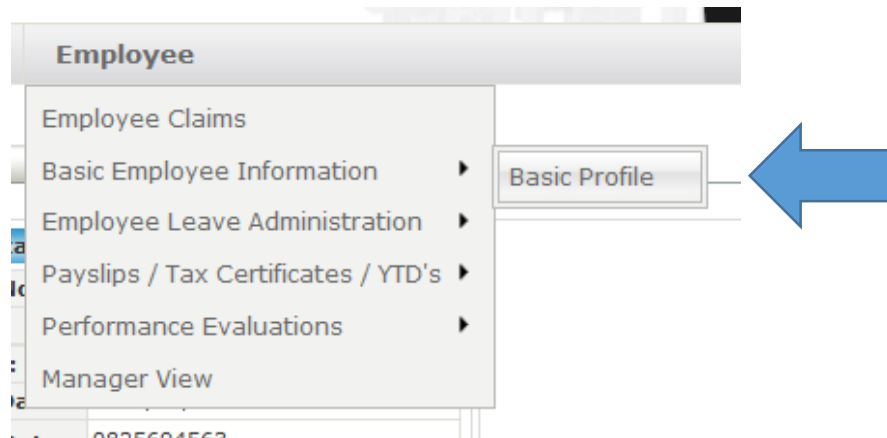 Employee
Employee Claims
Basic Employee Information
Basic Profile
Employee Leave Administration
Payslips / Tax Certificates / YTD's
Performance Evaluations
Manager View